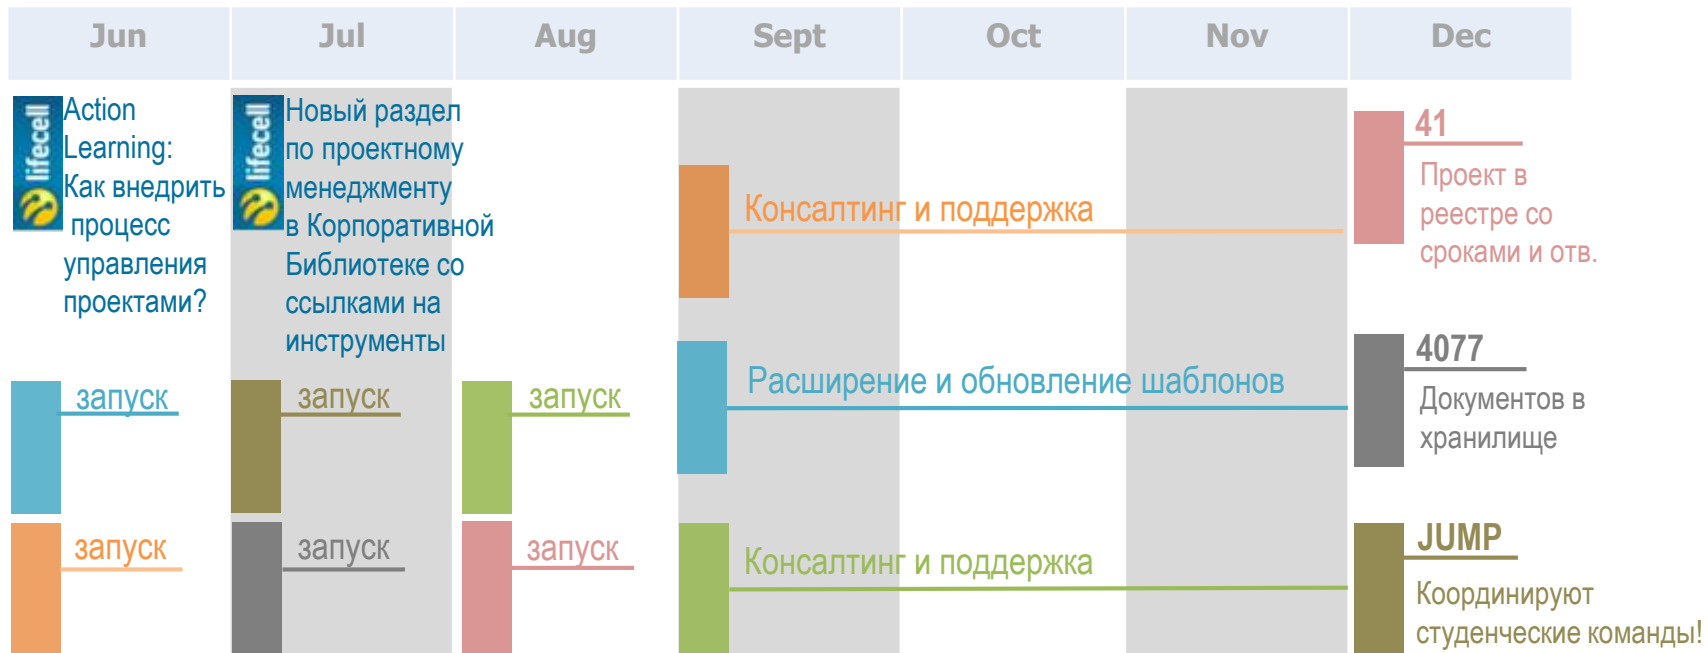 Jun
Jul
Aug
Sept
Oct
Nov
Dec
lifecell
Action
Learning:
Как внедрить
процесс
управления
проектами?
lifecell
Новый раздел
по проектному
менеджменту
в Корпоративной
Библиотеке со
ссылками на
инструменты
Консалтинг и поддержка
41
Проект в
реестре со
сроками и отв.
запуск
запуск
запуск
Расширение и обновление шаблонов
4077
Документов в
хранилище
запуск
запуск
запуск
Консалтинг и поддержка
JUMP
Координируют
студенческие команды!